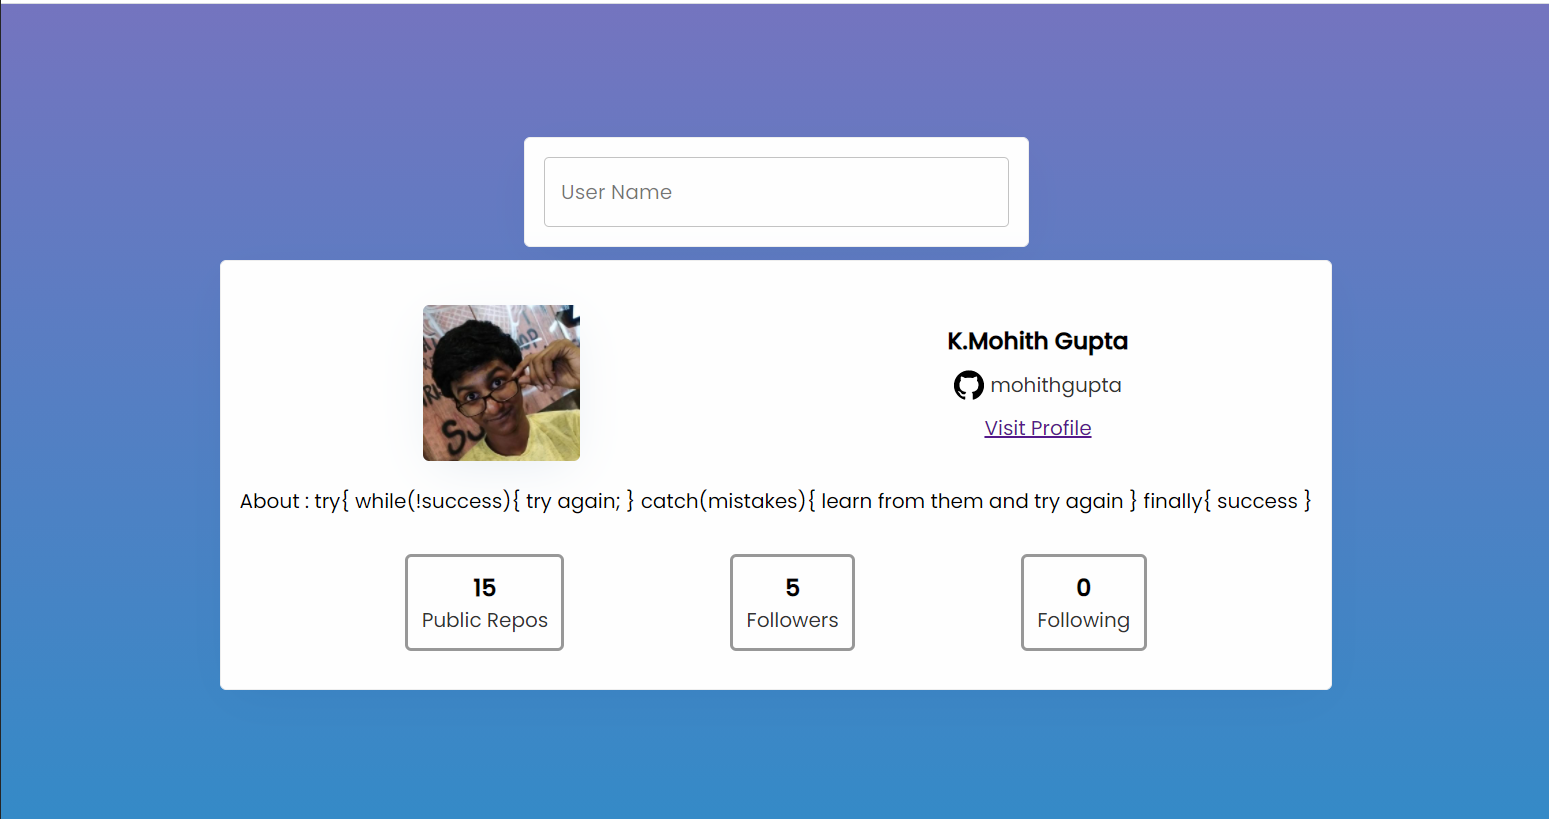 User Name
K.Mohith Gupta
mohithgupta
Visit Profile
About : try{ while(!success){ try again; } catch(mistakes){ learn from them and try again } finally{ success }
15
Public Repos
5
Followers
0
Following